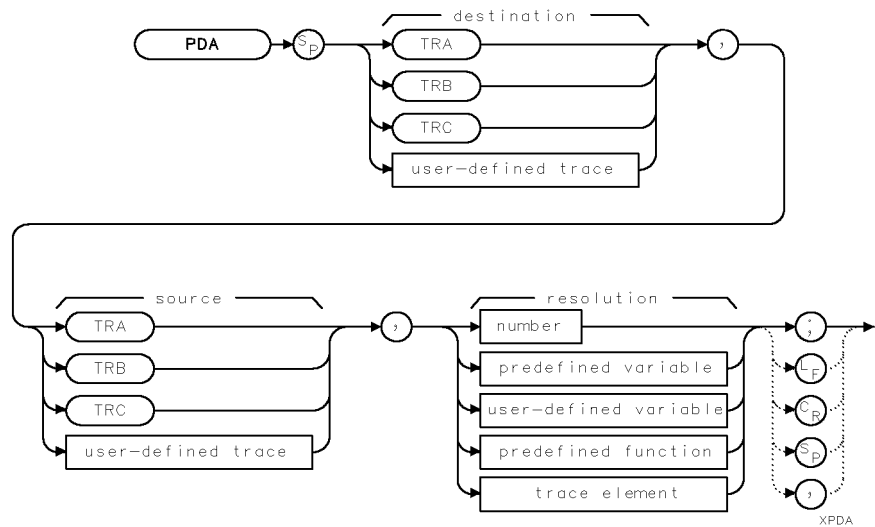 destination
PDA SP TRA ,
TRB
TRC
user-defined trace
source
resolution
TRA , number ;
TRB predefined variable LF
TRC user-defined variable CR
user-defined trace predefined function SP
trace element ,
XPDA